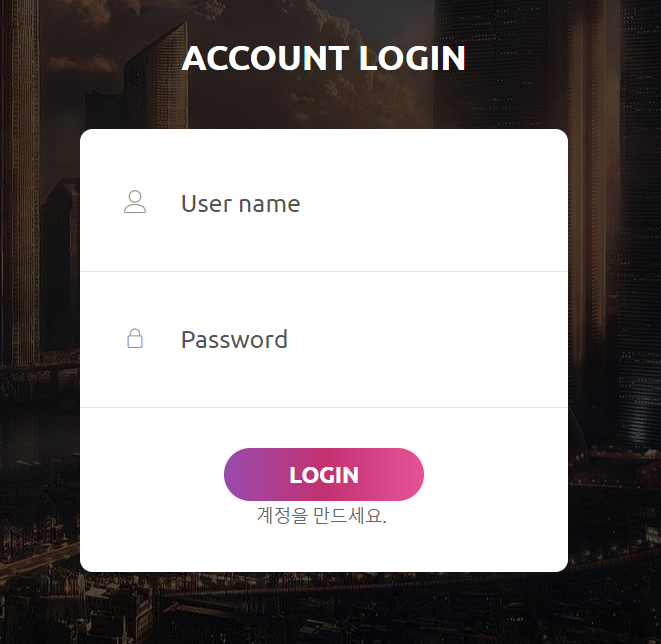 ACCOUNT LOGIN
User name
Password
LOGIN
계정을 만드세요.